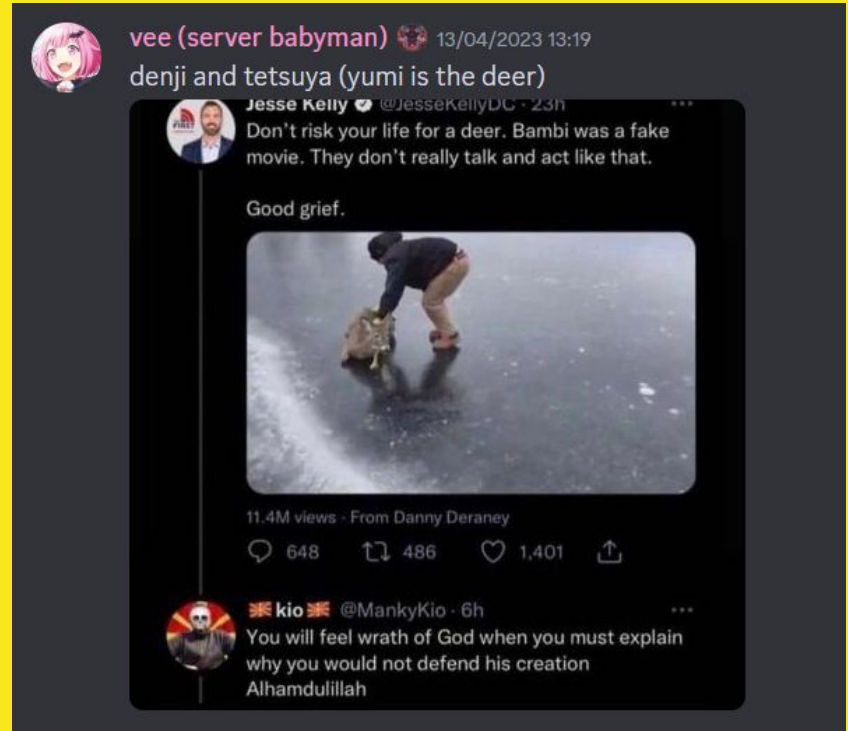 vee (server babyman) 13/04/2023 13:19
denji and tetsuya (yumi is the deer)
Jesse Kelly @JesseKellyDC · 23h
Don't risk your life for a deer. Bambi was a fake
movie. They don't really talk and act like that.
Good grief.
11.4M views · From Danny Deraney
648 486 1,401
kio @MankyKio · 6h
You will feel wrath of God when you must explain
why you would not defend his creation
Alhamdulillah